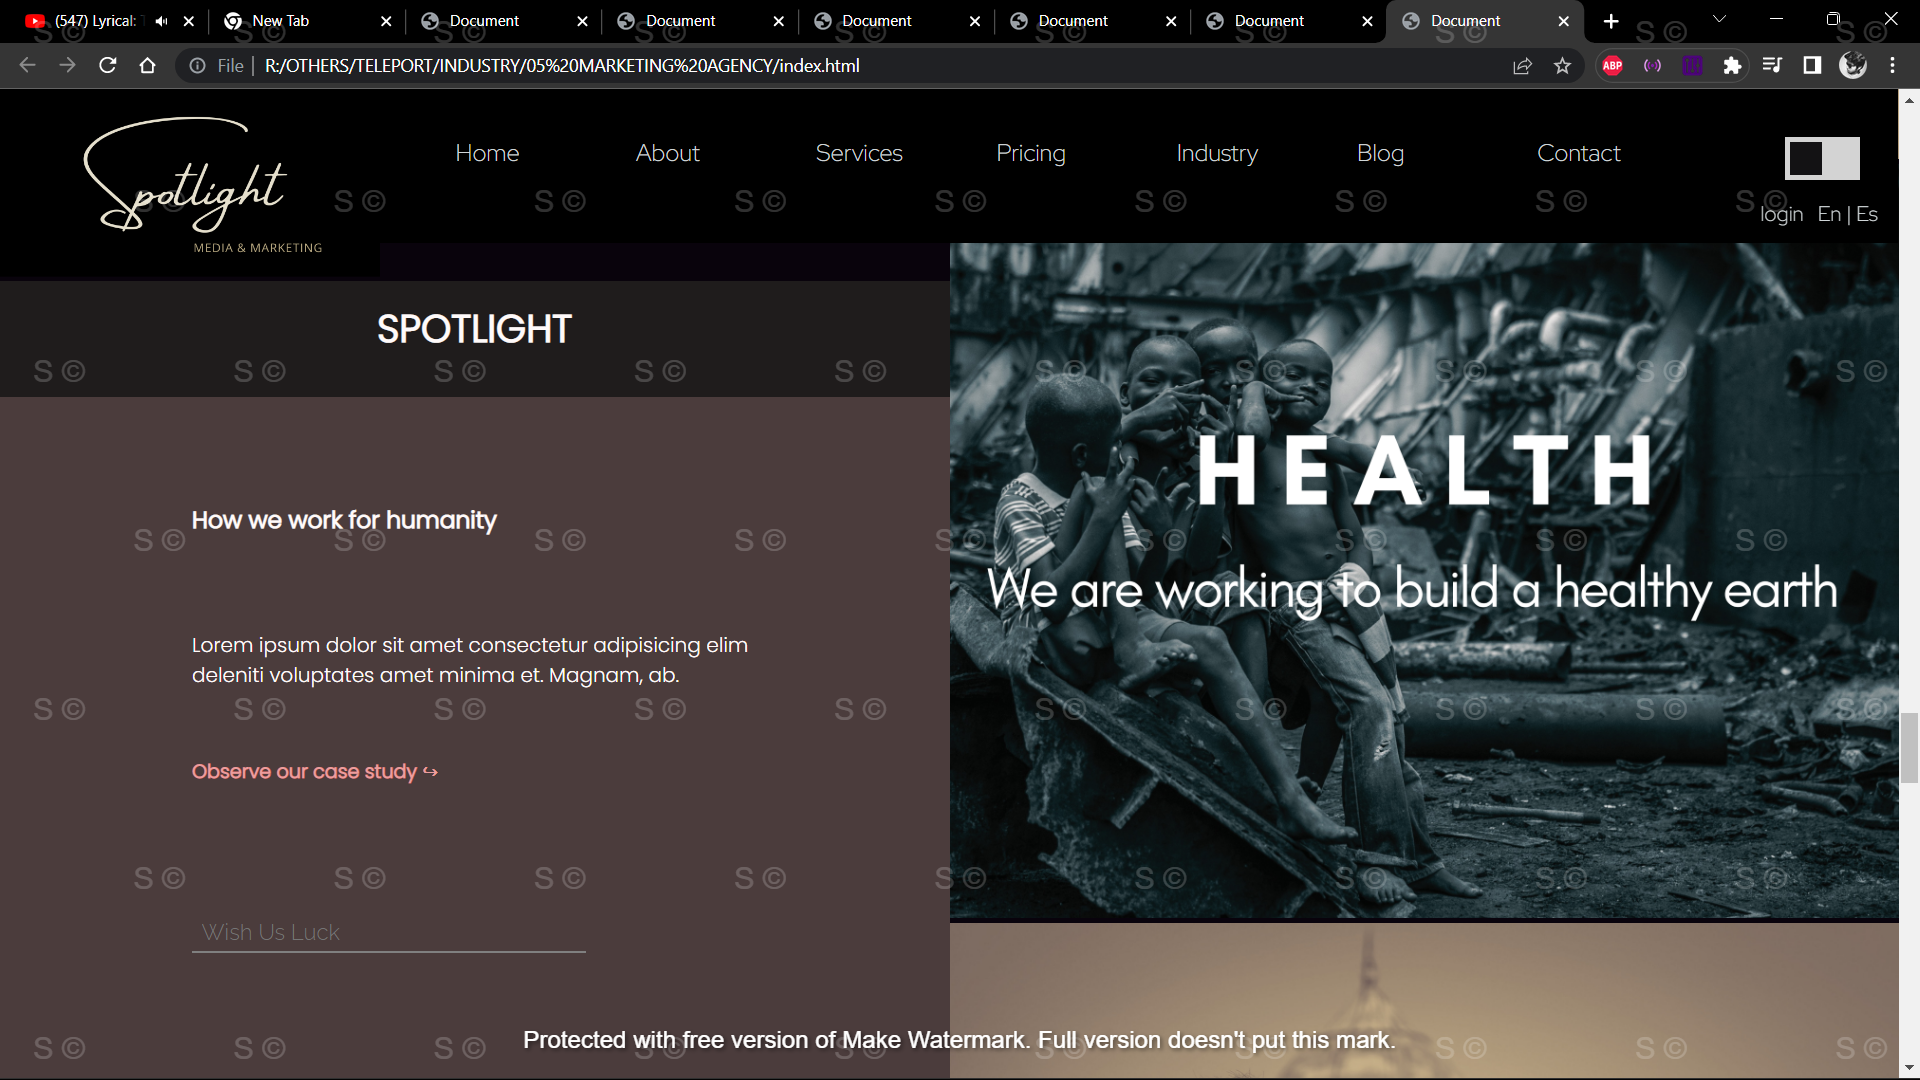 (547) Lyrical:
New Tab
Document
Document
Document
Document
Document
Document
File
R:/OTHERS/TELEPORT/INDUSTRY/05%20MARKETING%20AGENCY/index.html
ABP
Spotlight
MEDIA & MARKETING
Home
About
Services
Pricing
Industry
Blog
Contact
login
En | Es
SPOTLIGHT
How we work for humanity
Lorem ipsum dolor sit amet consectetur adipisicing elim
deleniti voluptates amet minima et. Magnam, ab.
Observe our case study ↪
Wish Us Luck
HEALTH
We are working to build a healthy earth
S ©
Protected with free version of Make Watermark. Full version doesn't put this mark.